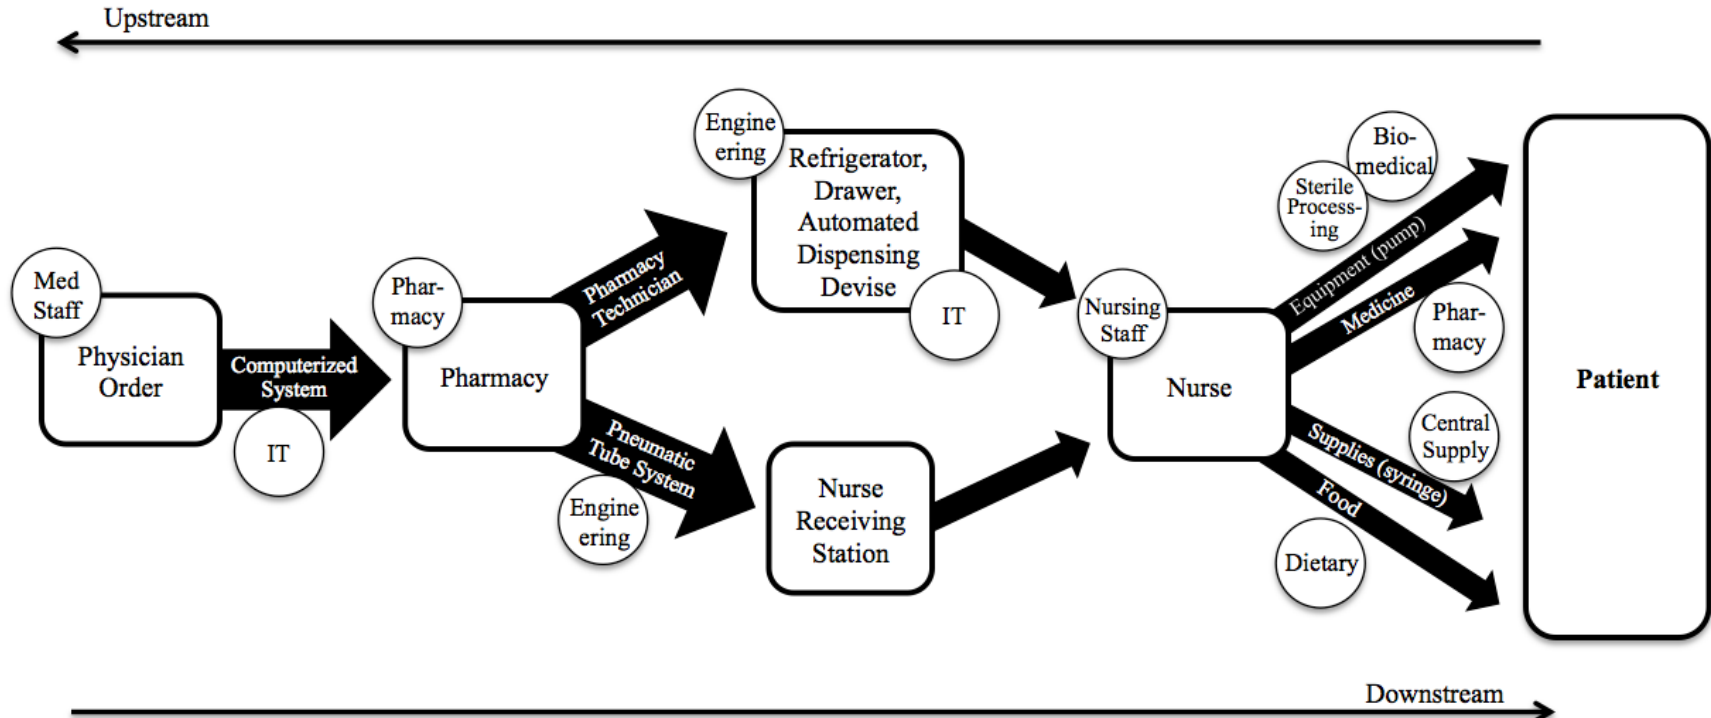 Upstream
Med
Staff
Physician
Order
Computerized
System
IT
Phar-
macy
Pharmacy
Pharmacy
Technician
Pneumatic
Tube System
Engine
ering
Engine
ering
Refrigerator,
Drawer,
Automated
Dispensing
Devise
IT
Nurse
Receiving
Station
Nursing
Staff
Nurse
Bio-
medical
Sterile
Process-
ing
Equipment (pump)
Medicine
Phar-
macy
Central
Supply
Supplies (syringe)
Food
Dietary
Patient
Downstream